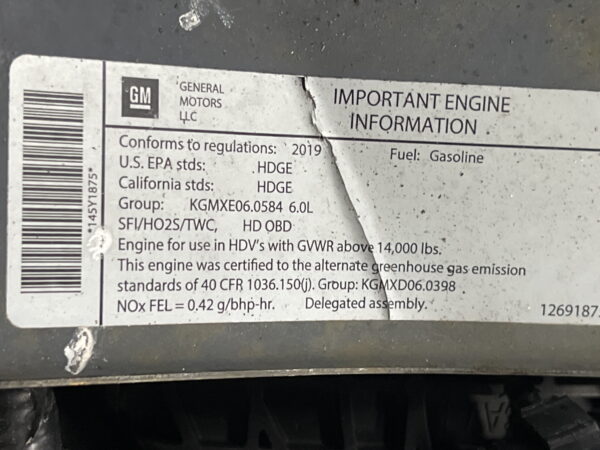 GM
GENERAL
MOTORS
LLC
IMPORTANT ENGINE
INFORMATION
Conforms to regulations: 2019
Fuel: Gasoline
U.S. EPA stds: HDGE
California stds: HDGE
Group: KGMXE06.0584 6.0L
SFI/HO2S/TWC, HD OBD
Engine for use in HDV's with GVWR above 14,000 lbs.
This engine was certified to the alternate greenhouse gas emission
standards of 40 CFR 1036.150(j). Group: KGMXD06.0398
NOx FEL = 0.42 g/bhp-hr. Delegated assembly.
*145Y1875*